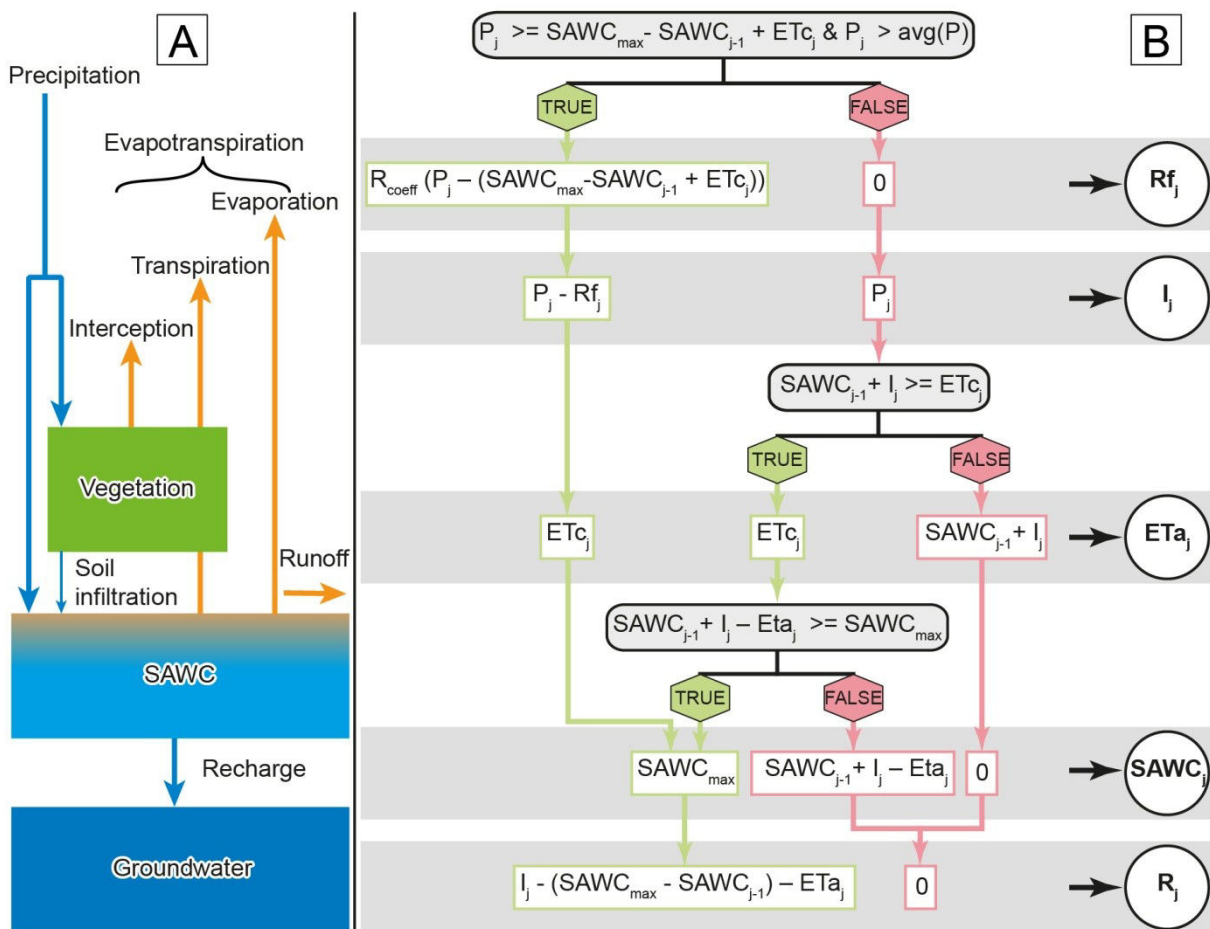 A
Precipitation
Evapotranspiration
Evaporation
Transpiration
Interception
Vegetation
Soil
infiltration
Runoff
SAWC
Recharge
Groundwater
B
P_j >= SAWC_max - SAWC_j-1 + ETc_j & P_j > avg(P)
TRUE
FALSE
R_coeff (P_j – (SAWC_max-SAWC_j-1 + ETc_j))
0
Rf_j
P_j - Rf_j
P_j
I_j
SAWC_j-1 + I_j >= ETc_j
TRUE
FALSE
ETc_j
ETc_j
SAWC_j-1 + I_j
ETa_j
SAWC_j-1 + I_j – Eta_j >= SAWC_max
TRUE
FALSE
SAWC_max
SAWC_j-1 + I_j – Eta_j
0
SAWC_j
I_j - (SAWC_max - SAWC_j-1) – ETa_j
0
R_j